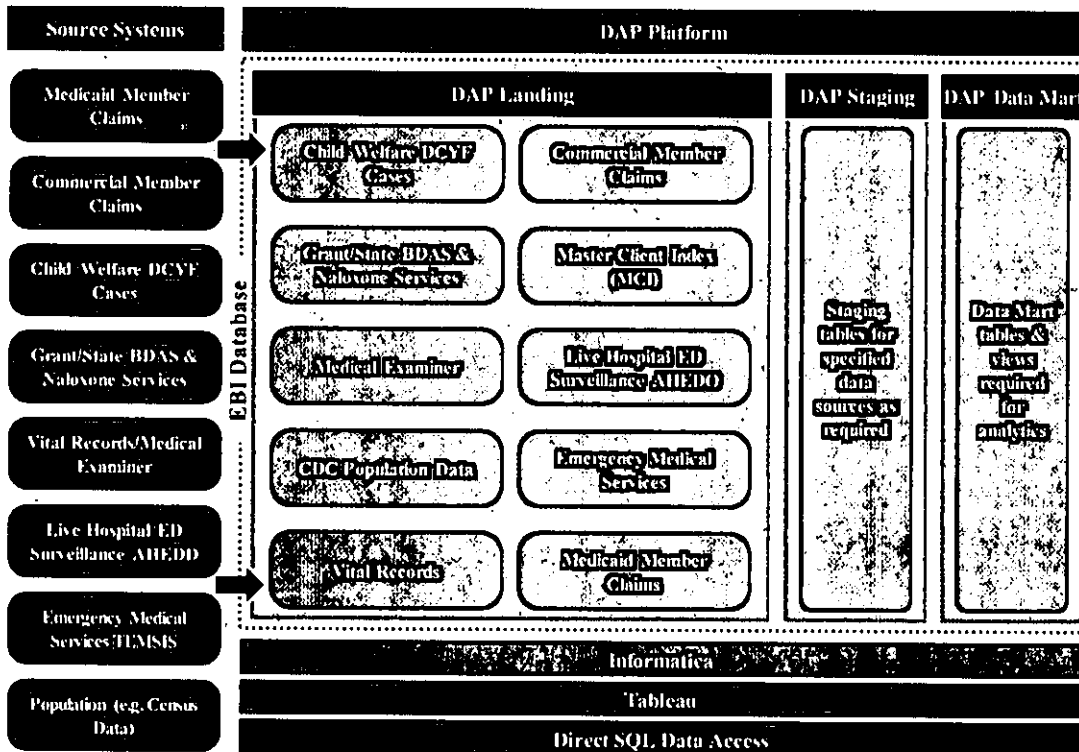 Source Systems
Medicaid Member
Claims
Commercial Member
Claims
Child Welfare DCYF
Cases
Grant/State BDAS &
Naloxone Services
Vital Records/Medical
Examiner
Live Hospital ED
Surveillance AHEDD
Emergency Medical
Services TEMSIS
Population (e.g. Census
Data)
EBI Database
DAP Platform
DAP Landing
Child Welfare DCYF
Cases
Commercial Member
Claims
Grant/State BDAS &
Naloxone Services
Master Client Index
(MCI)
Medical Examiner
Live Hospital ED
Surveillance AHEDD
CDC Population Data
Emergency Medical
Services
Vital Records
Medicaid Member
Claims
DAP Staging
Staging
tables for
specified
data
sources as
required
DAP Data Mart
Data Mart
tables &
views
required
for
analytics
Informatica
Tableau
Direct SQL Data Access